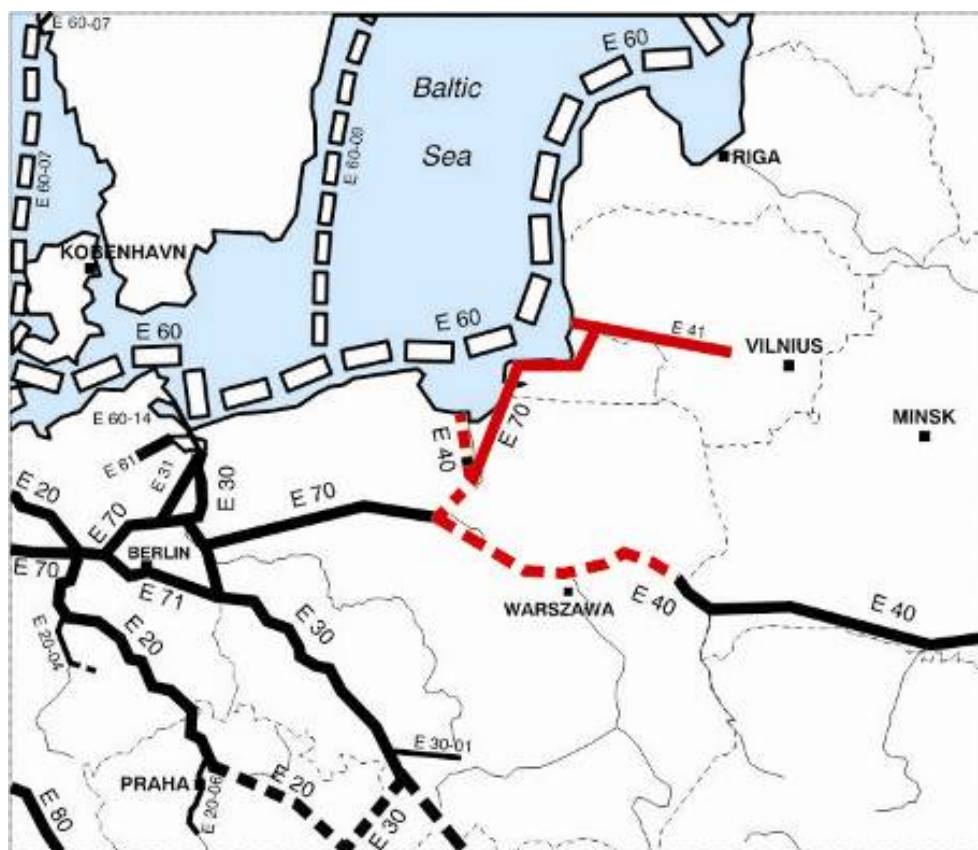 E 60-07
E 60
Baltic
Sea
E 60-09
E 60-07
RIGA
KOBENHAVN
E 60
E 60
E 41
VILNIUS
MINSK
E 60-14
E 70
E 40
E 61
E 31
E 30
E 20
E 70
E 70
BERLIN
E 70
E 71
WARSZAWA
E 40
E 40
E 20
E 30
E 20-04
E 30-01
PRAHA
E 20
E 20-06
E 80
E 30